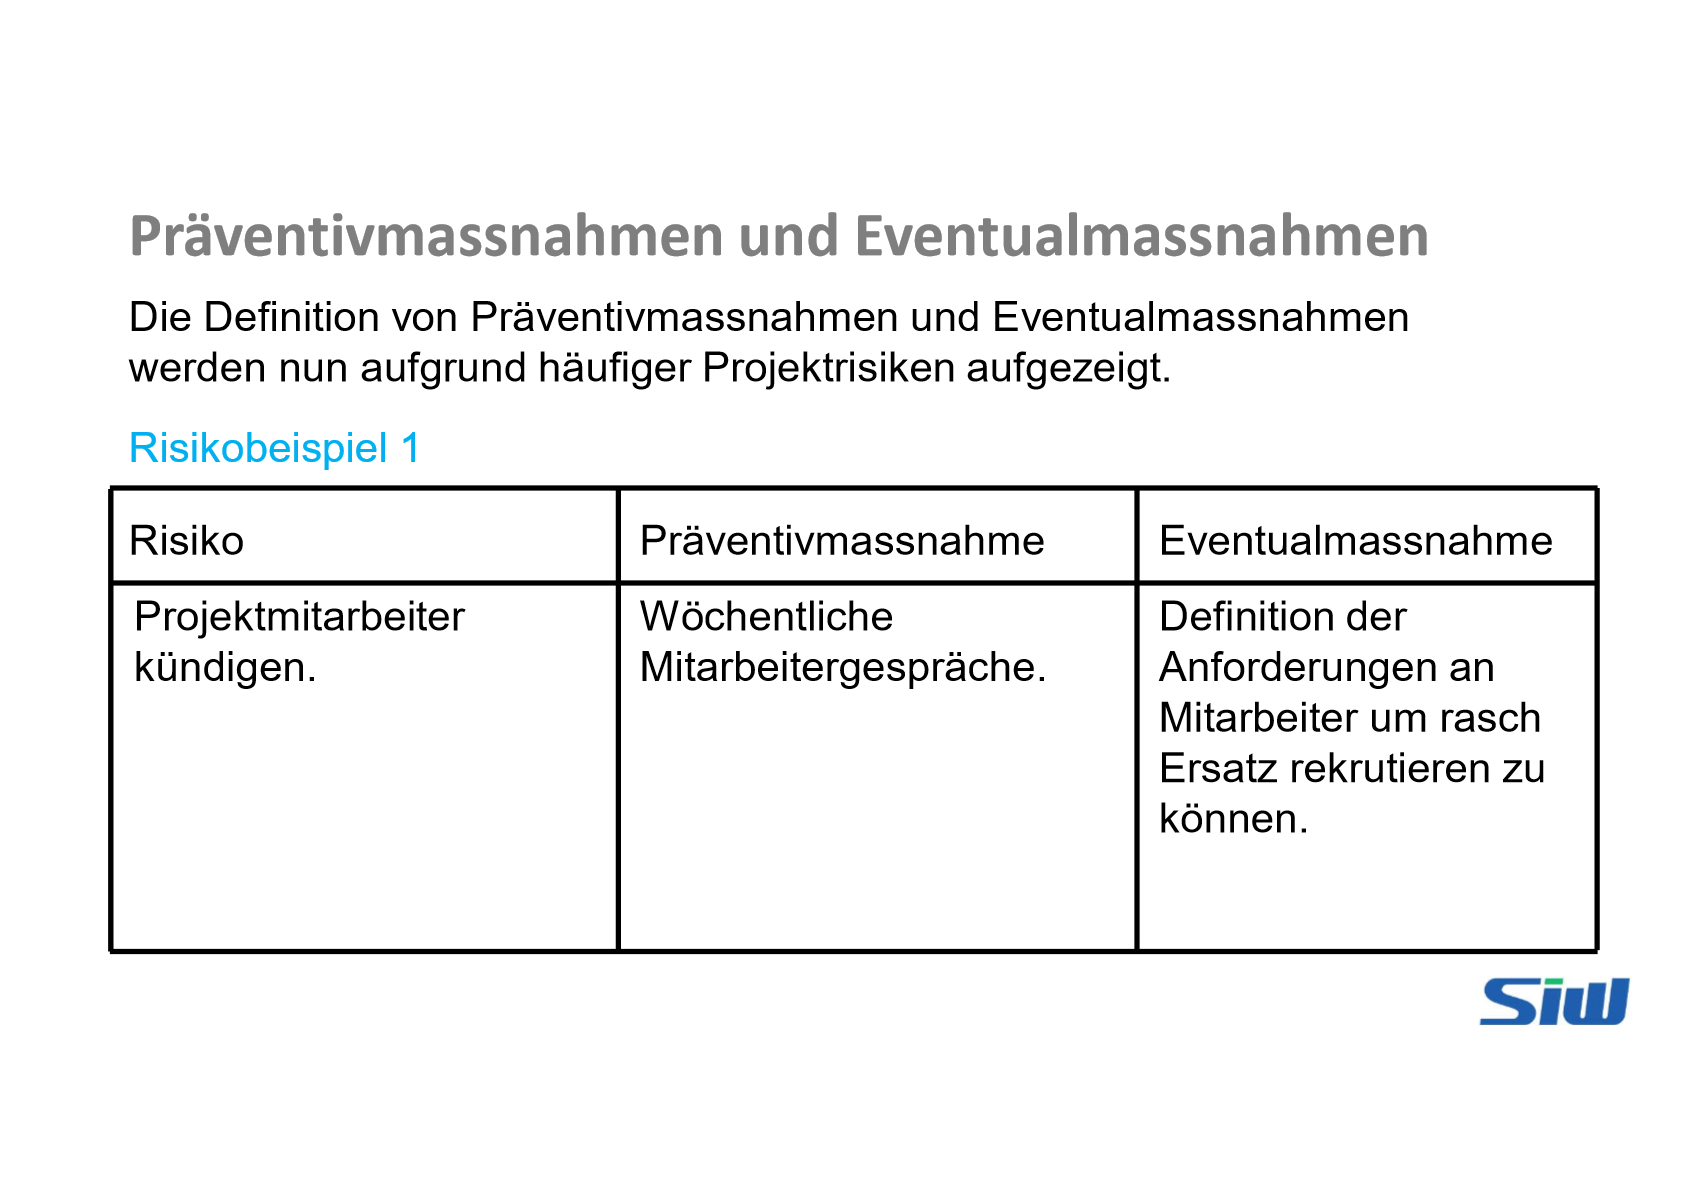 Präventivmassnahmen und Eventualmassnahmen
Die Definition von Präventivmassnahmen und Eventualmassnahmen
werden nun aufgrund häufiger Projektrisiken aufgezeigt.
Risikobeispiel 1
Risiko
Präventivmassnahme
Eventualmassnahme
Projektmitarbeiter
kündigen.
Wöchentliche
Mitarbeitergespräche.
Definition der
Anforderungen an
Mitarbeiter um rasch
Ersatz rekrutieren zu
können.
Siw